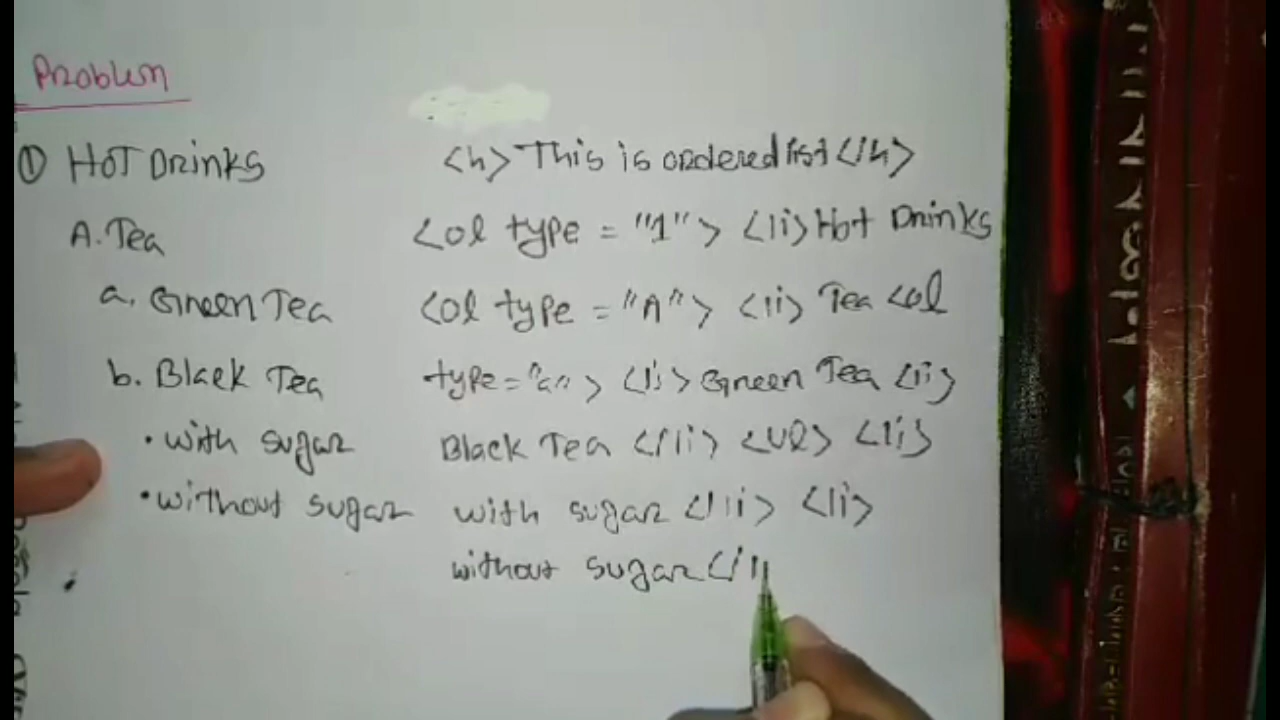 Problem
① HOT Drinks
A. Tea
a. Green Tea
b. Black Tea
• with sugar
• without sugar
<h> This is ordered list </h>
<ol type = "1"> <li> Hot Drinks
<ol type = "A"> <li> Tea <ol
type = "a"> <li> Green Tea <li>
Black Tea </li> <ul> <li>
with sugar </li> <li>
without sugar </l